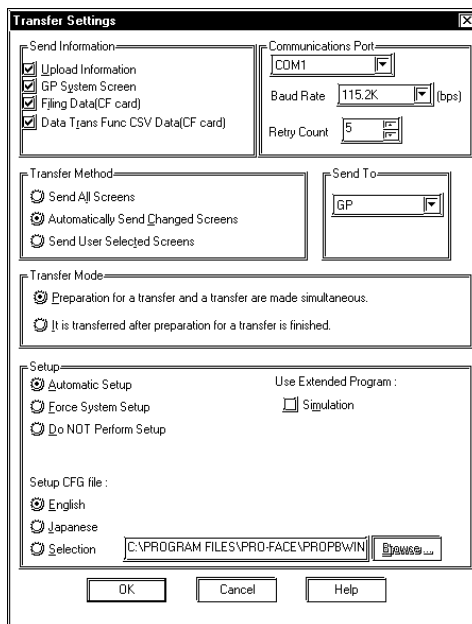 Transfer Settings
Send Information
Upload Information
GP System Screen
Filing Data(CF card)
Data Trans Func CSV Data(CF card)
Communications Port
COM1
Baud Rate 115.2K (bps)
Retry Count 5
Transfer Method
Send All Screens
Automatically Send Changed Screens
Send User Selected Screens
Send To
GP
Transfer Mode
Preparation for a transfer and a transfer are made simultaneous.
It is transferred after preparation for a transfer is finished.
Setup
Automatic Setup
Force System Setup
Do NOT Perform Setup
Use Extended Program :
Simulation
Setup CFG file :
English
Japanese
Selection C:\PROGRAM FILES\PRO-FACE\PROPBWIN Browse ...
OK Cancel Help